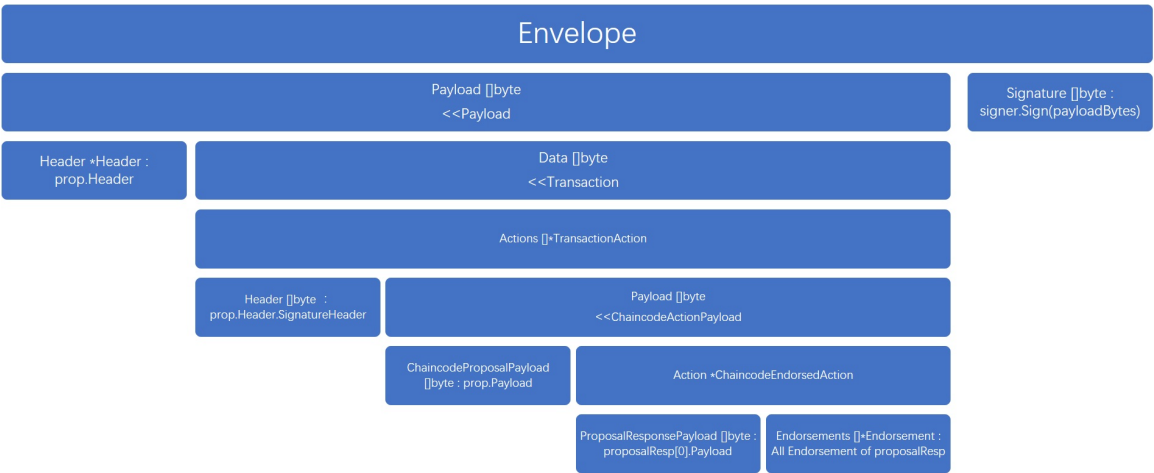 Envelope
Payload []byte
<<Payload
Signature []byte :
signer.Sign(payloadBytes)
Header *Header :
prop.Header
Data []byte
<<Transaction
Actions []*TransactionAction
Header []byte ：
prop.Header.SignatureHeader
Payload []byte
<<ChaincodeActionPayload
ChaincodeProposalPayload
[]byte : prop.Payload
Action *ChaincodeEndorsedAction
ProposalResponsePayload []byte :
proposalResp[0].Payload
Endorsements []*Endorsement :
All Endorsement of proposalResp